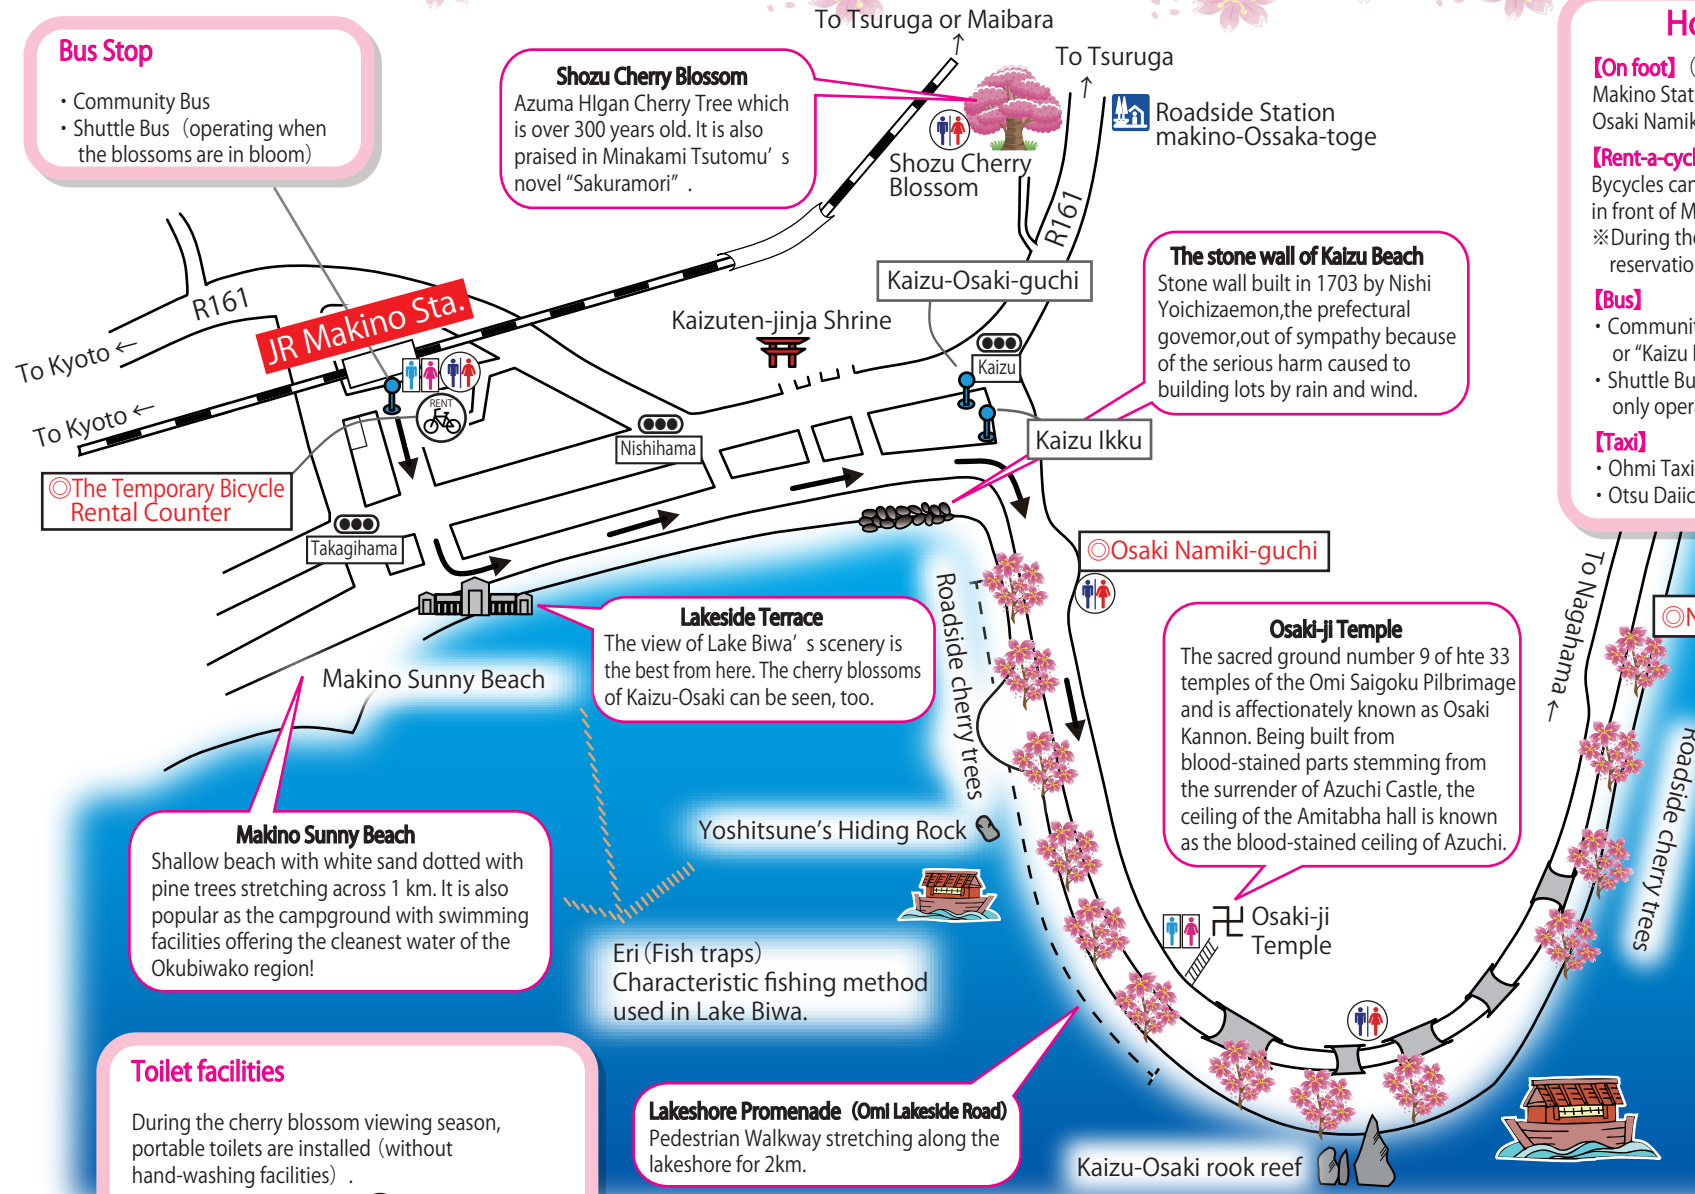 Bus Stop
・Community Bus
・Shuttle Bus（operating when
the blossoms are in bloom）
To Tsuruga or Maibara
↑
To Tsuruga
↑
Shozu Cherry Blossom
Azuma HIgan Cherry Tree which
is over 300 years old. It is also
praised in Minakami Tsutomu’s
novel “Sakuramori”.
Shozu Cherry
Blossom
Roadside Station
makino-Ossaka-toge
R161
R161
JR Makino Sta.
To Kyoto ←
To Kyoto ←
RENT
◎The Temporary Bicycle
Rental Counter
Kaizuten-jinja Shrine
Kaizu-Osaki-guchi
Kaizu
Kaizu Ikku
Nishihama
Takagihama
The stone wall of Kaizu Beach
Stone wall built in 1703 by Nishi
Yoichizaemon,the prefectural
govemor,out of sympathy because
of the serious harm caused to
building lots by rain and wind.
◎Osaki Namiki-guchi
Lakeside Terrace
The view of Lake Biwa’s scenery is
the best from here. The cherry blossoms
of Kaizu-Osaki can be seen, too.
Makino Sunny Beach
Makino Sunny Beach
Shallow beach with white sand dotted with
pine trees stretching across 1 km. It is also
popular as the campground with swimming
facilities offering the cleanest water of the
Okubiwako region!
Roadside cherry trees
Yoshitsune’s Hiding Rock
Eri（Fish traps）
Characteristic fishing method
used in Lake Biwa.
Osaki-ji Temple
The sacred ground number 9 of hte 33
temples of the Omi Saigoku Pilbrimage
and is affectionately known as Osaki
Kannon. Being built from
blood-stained parts stemming from
the surrender of Azuchi Castle, the
ceiling of the Amitabha hall is known
as the blood-stained ceiling of Azuchi.
卍 Osaki-ji
Temple
To Nagahama →
Roadside cherry trees
Lakeshore Promenade（Omi Lakeside Road）
Pedestrian Walkway stretching along the
lakeshore for 2km.
Kaizu-Osaki rook reef
Toilet facilities
During the cherry blossom viewing season,
portable toilets are installed（without
hand-washing facilities）.
Ho
【On foot】（
Makino Stat
Osaki Namik
【Rent-a-cycl
Bycycles can
in front of M
※During the
reservatio
【Bus】
・Communit
or “Kaizu I
・Shuttle Bu
only opera
【Taxi】
・Ohmi Taxi
・Otsu Daiic
◎N